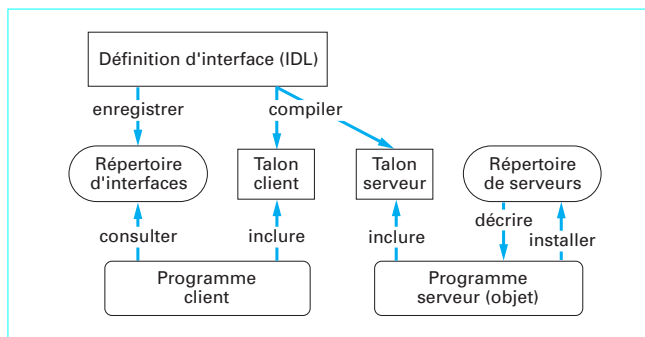 Définition d'interface (IDL)
enregistrer
compiler
Répertoire
d'interfaces
Talon
client
Talon
serveur
Répertoire
de serveurs
consulter
inclure
inclure
décrire
installer
Programme
client
Programme
serveur (objet)